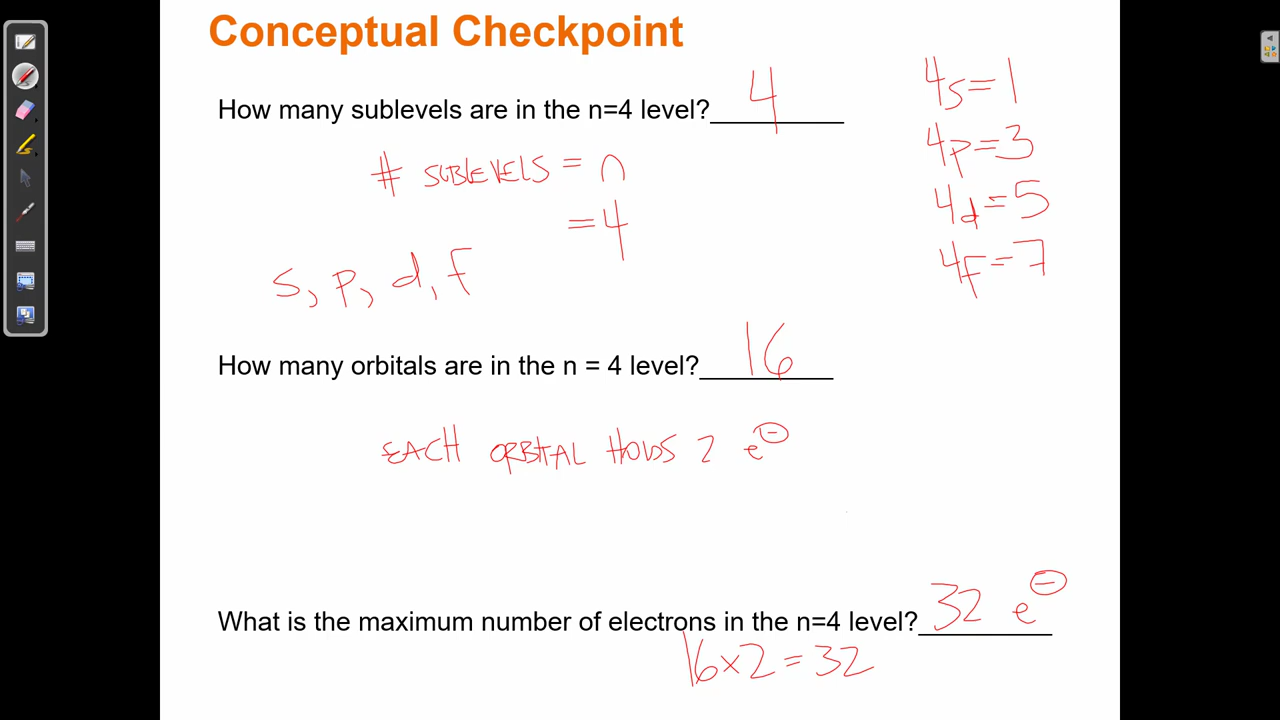 Conceptual Checkpoint
How many sublevels are in the n=4 level? 4
# SUBLEVELS = n
= 4
s, p, d, f
4s = 1
4p = 3
4d = 5
4f = 7
How many orbitals are in the n = 4 level? 16
EACH ORBITAL HOLDS 2 e⊖
What is the maximum number of electrons in the n=4 level? 32 e⊖
16 x 2 = 32